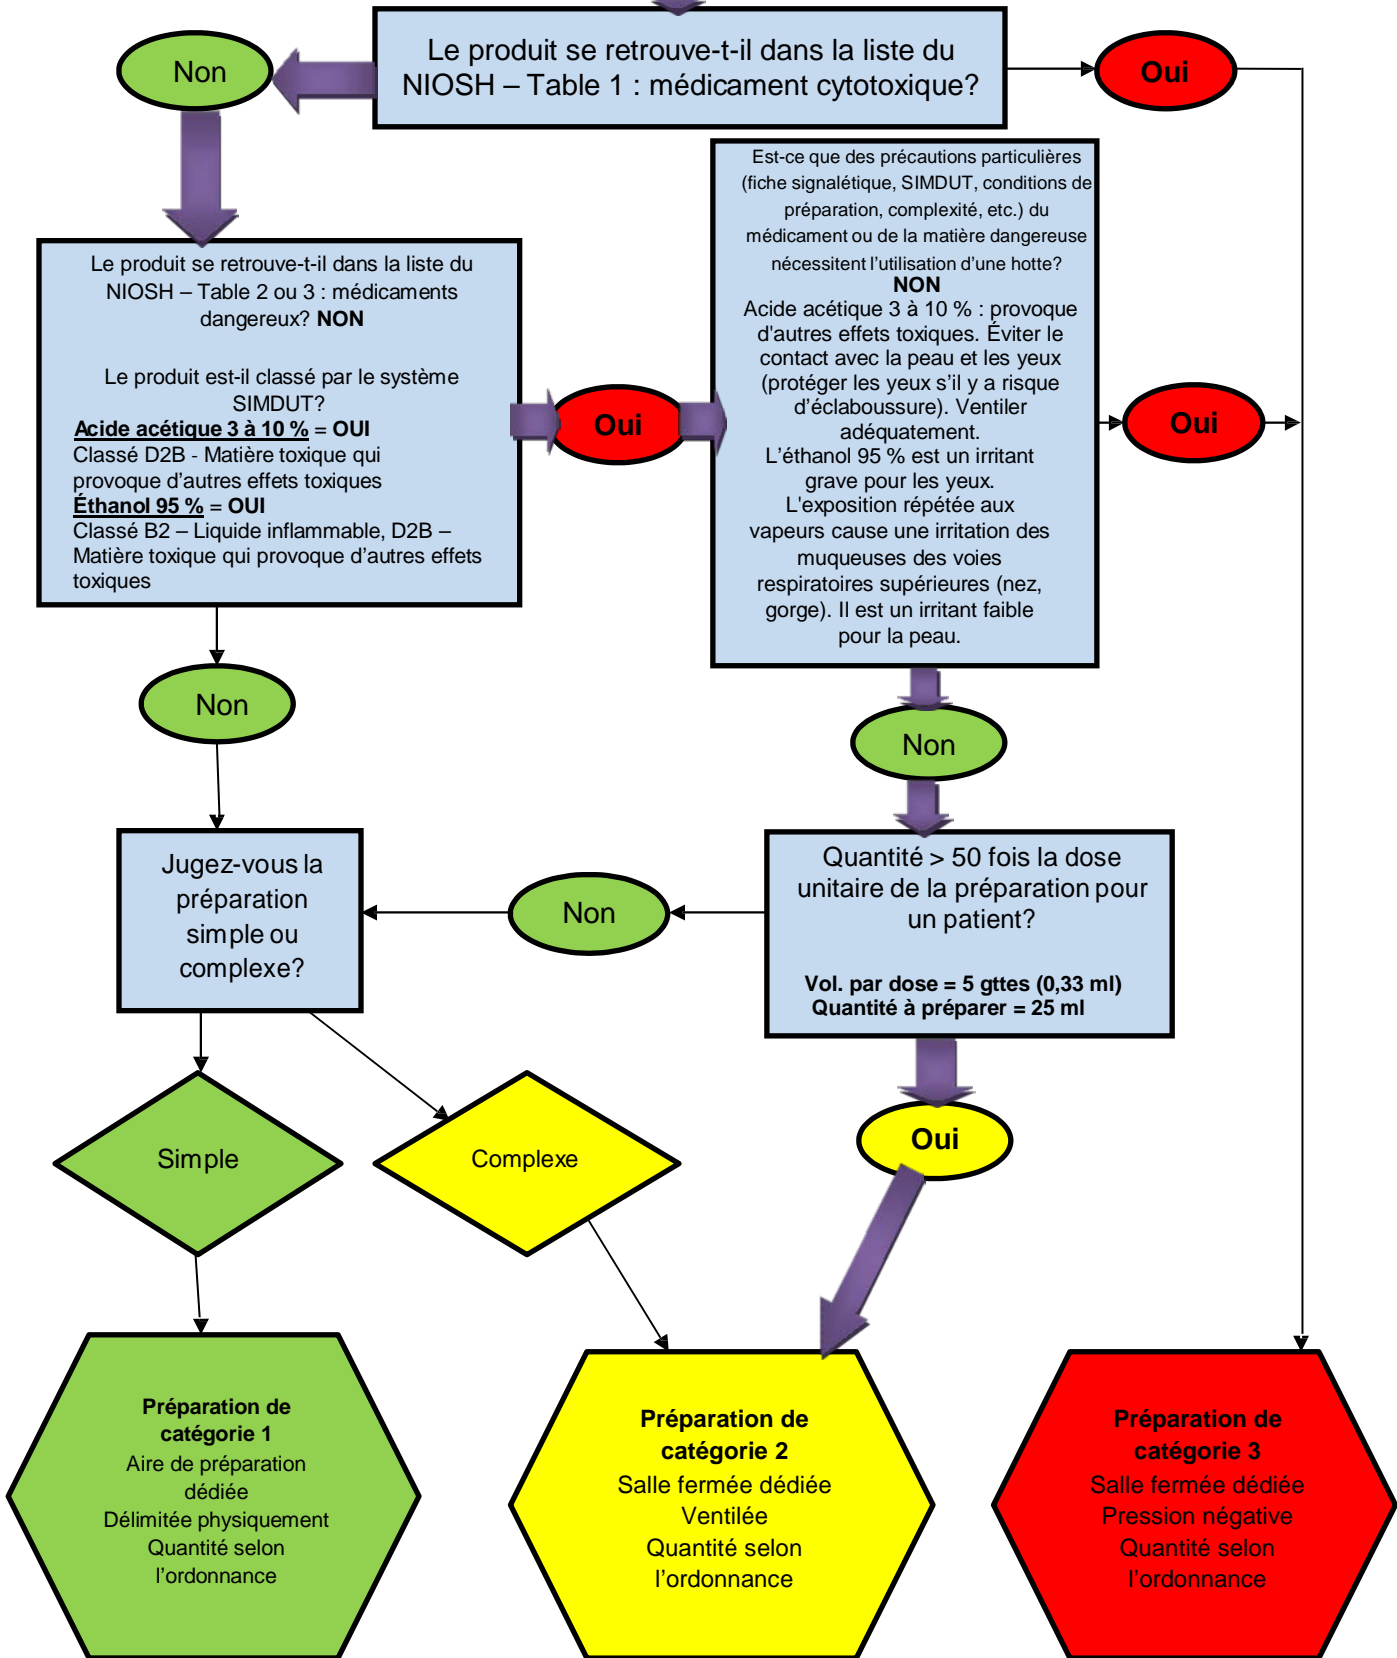 Le produit se retrouve-t-il dans la liste du
NIOSH – Table 1 : médicament cytotoxique?
Non
Oui
Est-ce que des précautions particulières
(fiche signalétique, SIMDUT, conditions de
préparation, complexité, etc.) du
médicament ou de la matière dangereuse
nécessitent l’utilisation d’une hotte?
NON
Acide acétique 3 à 10 % : provoque
d'autres effets toxiques. Éviter le
contact avec la peau et les yeux
(protéger les yeux s’il y a risque
d’éclaboussure). Ventiler
adéquatement.
L’éthanol 95 % est un irritant
grave pour les yeux.
L'exposition répétée aux
vapeurs cause une irritation des
muqueuses des voies
respiratoires supérieures (nez,
gorge). Il est un irritant faible
pour la peau.
Le produit se retrouve-t-il dans la liste du
NIOSH – Table 2 ou 3 : médicaments
dangereux? NON
Le produit est-il classé par le système
SIMDUT?
Acide acétique 3 à 10 % = OUI
Classé D2B - Matière toxique qui
provoque d’autres effets toxiques
Éthanol 95 % = OUI
Classé B2 – Liquide inflammable, D2B –
Matière toxique qui provoque d’autres effets
toxiques
Oui
Oui
Non
Non
Jugez-vous la
préparation
simple ou
complexe?
Non
Quantité > 50 fois la dose
unitaire de la préparation pour
un patient?
Vol. par dose = 5 gttes (0,33 ml)
Quantité à préparer = 25 ml
Simple
Complexe
Oui
Préparation de
catégorie 1
Aire de préparation
dédiée
Délimitée physiquement
Quantité selon
l’ordonnance
Préparation de
catégorie 2
Salle fermée dédiée
Ventilée
Quantité selon
l’ordonnance
Préparation de
catégorie 3
Salle fermée dédiée
Pression négative
Quantité selon
l’ordonnance